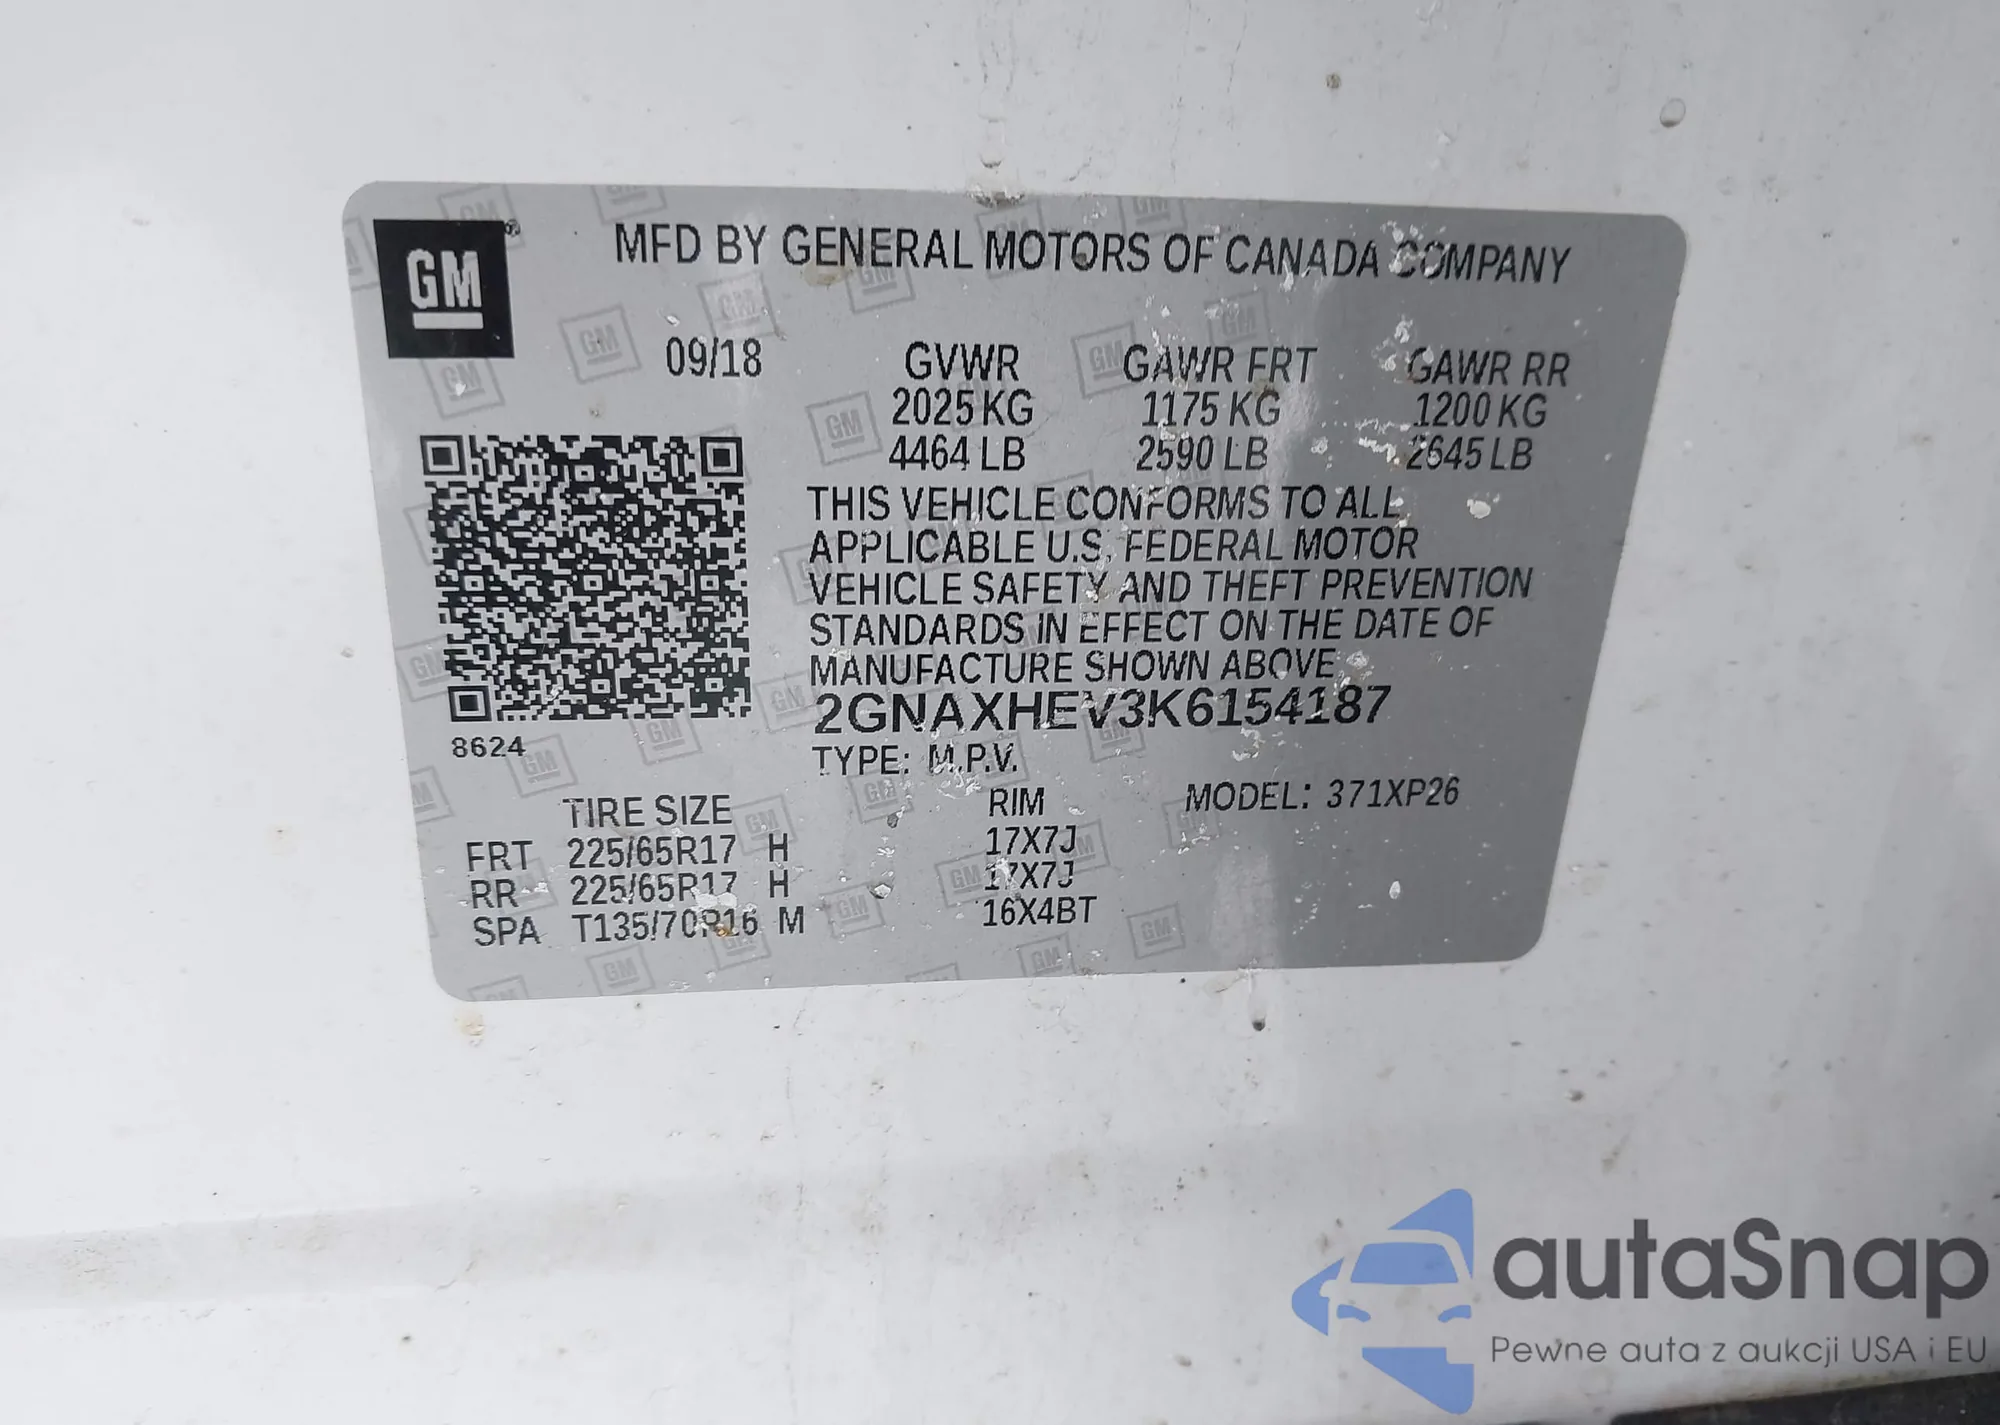 GM®
MFD BY GENERAL MOTORS OF CANADA COMPANY
09/18
GVWR GAWR FRT GAWR RR
2025 KG 1175 KG 1200 KG
4464 LB 2590 LB 2645 LB
THIS VEHICLE CONFORMS TO ALL
APPLICABLE U.S. FEDERAL MOTOR
VEHICLE SAFETY AND THEFT PREVENTION
STANDARDS IN EFFECT ON THE DATE OF
MANUFACTURE SHOWN ABOVE
2GNAXHEV3K6154187
8624
TYPE: M.P.V.
TIRE SIZE RIM MODEL: 371XP26
FRT 225/65R17 H 17X7J
RR 225/65R17 H 17X7J
SPA T135/70R16 M 16X4BT
autaSnap
Pewne auta z aukcji USA i EU